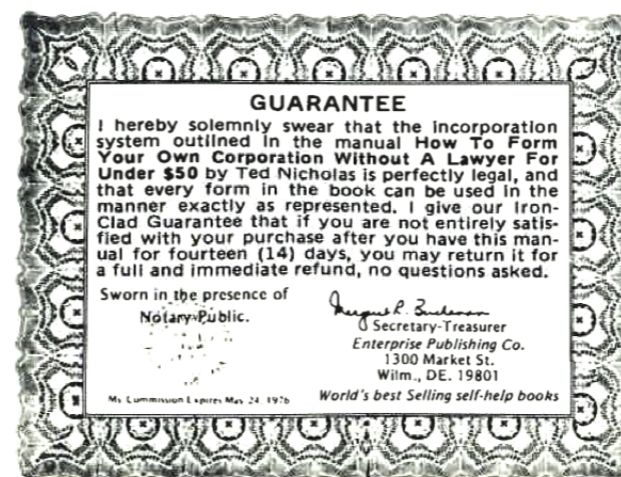 GUARANTEE
I hereby solemnly swear that the incorporation
system outlined in the manual How To Form
Your Own Corporation Without A Lawyer For
Under $50 by Ted Nicholas is perfectly legal, and
that every form in the book can be used in the
manner exactly as represented. I give our Iron-
Clad Guarantee that if you are not entirely satis-
fied with your purchase after you have this man-
ual for fourteen (14) days, you may return it for
a full and immediate refund, no questions asked.
Sworn in the presence of
Notary Public.
Margaret R. Buchanan
Secretary-Treasurer
Enterprise Publishing Co.
1300 Market St.
Wilm., DE. 19801
My Commission Expires May 24, 1976
World's best Selling self-help books